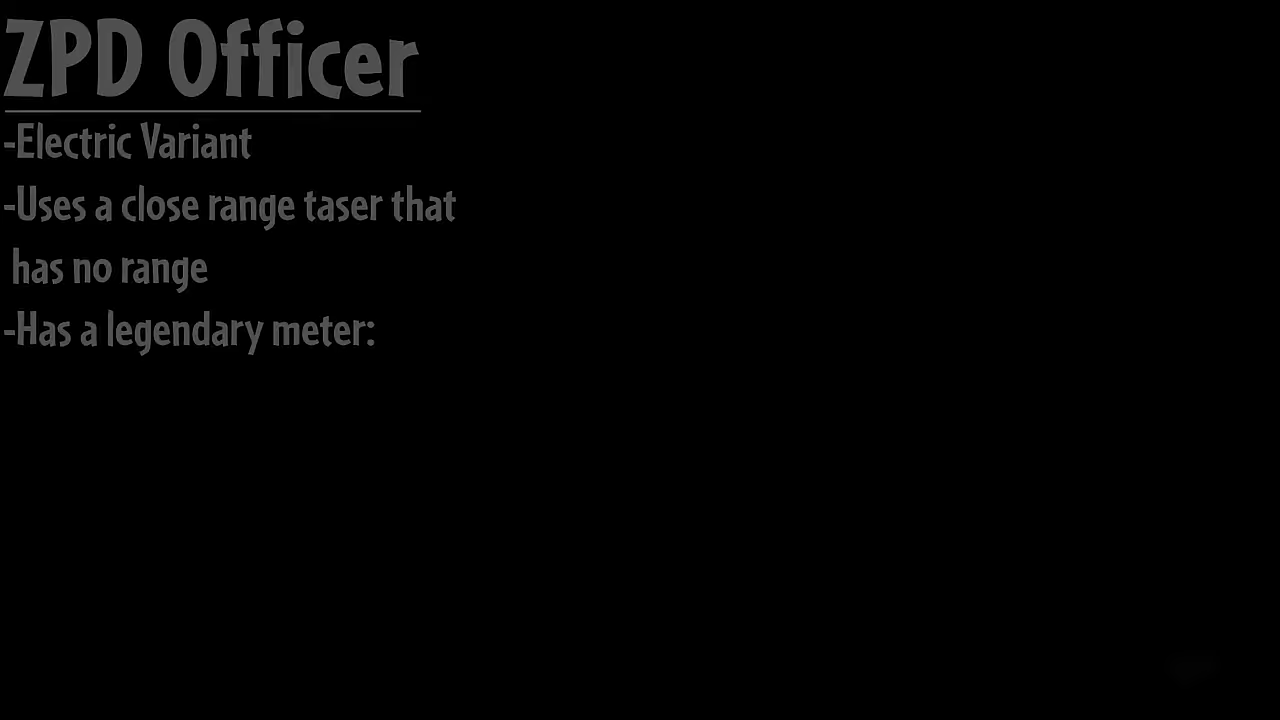 ZPD Officer
-Electric Variant
-Uses a close range taser that
has no range
-Has a legendary meter: